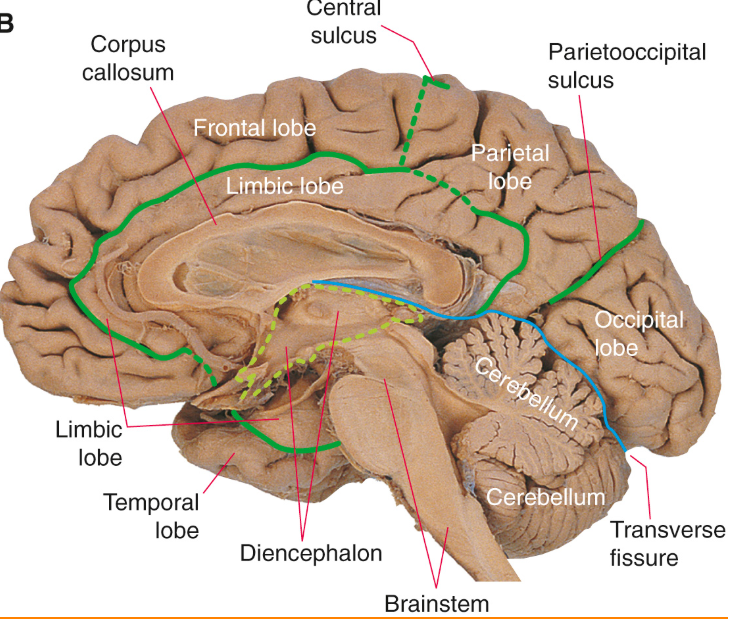 B
Central
sulcus
Corpus
callosum
Parietooccipital
sulcus
Frontal lobe
Parietal
lobe
Limbic lobe
Occipital
lobe
Cerebellum
Limbic
lobe
Cerebellum
Temporal
lobe
Transverse
fissure
Diencephalon
Brainstem